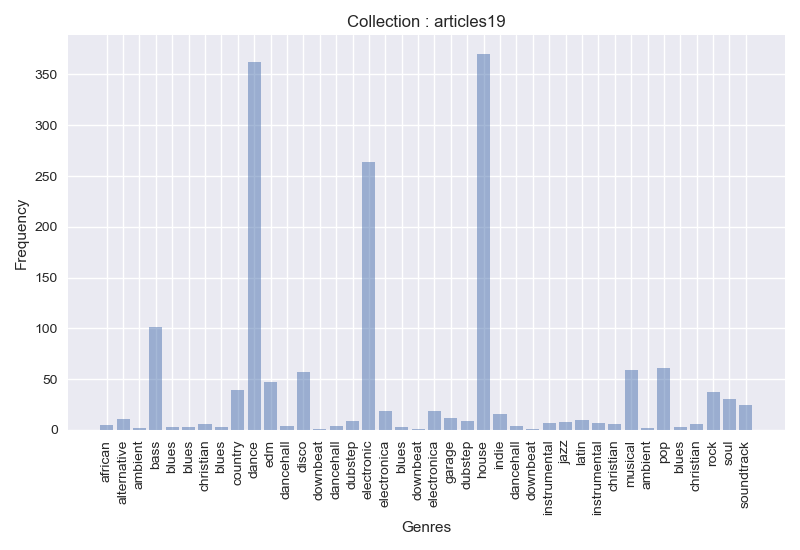 Collection : articles19
350
300
250
200
150
100
50
0
Frequency
african
alternative
ambient
bass
blues
blues
christian
blues
country
dance
edm
dancehall
disco
downbeat
dancehall
dubstep
electronic
electronica
blues
downbeat
electronica
garage
dubstep
house
indie
dancehall
downbeat
instrumental
jazz
latin
instrumental
christian
musical
ambient
pop
blues
christian
rock
soul
soundtrack
Genres